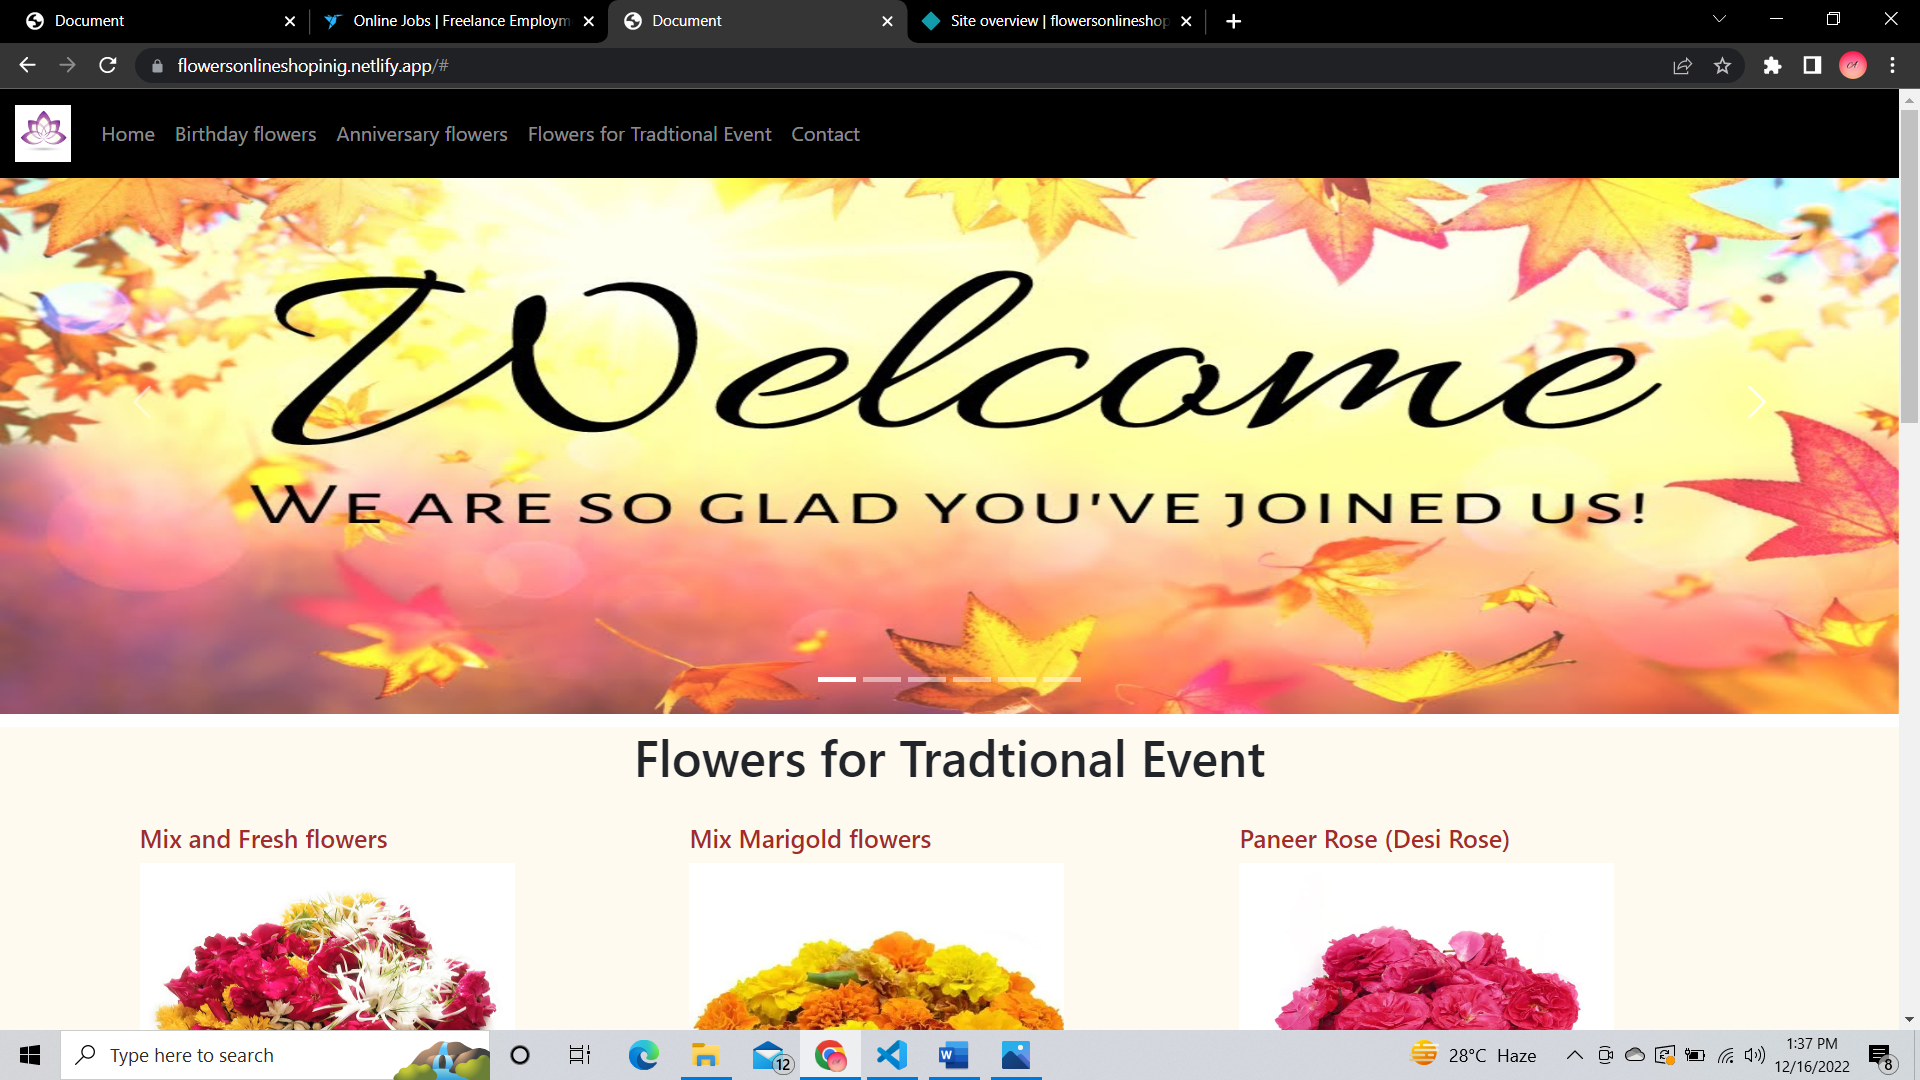 Document
Online Jobs | Freelance Employm
Document
Site overview | flowersonlineshop
flowersonlineshopinig.netlify.app/#
Home Birthday flowers Anniversary flowers Flowers for Tradtional Event Contact
Welcome
WE ARE SO GLAD YOU'VE JOINED US!
Flowers for Tradtional Event
Mix and Fresh flowers
Mix Marigold flowers
Paneer Rose (Desi Rose)
Type here to search
12
28°C Haze
1:37 PM
12/16/2022
8